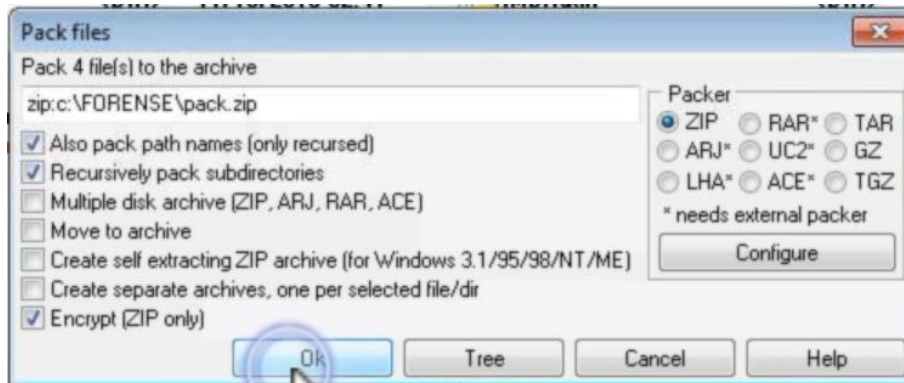 Pack files
Pack 4 file(s) to the archive
zip:c:\FORENSE\pack.zip
Also pack path names (only recursed)
Recursively pack subdirectories
Multiple disk archive (ZIP, ARJ, RAR, ACE)
Move to archive
Create self extracting ZIP archive (for Windows 3.1/95/98/NT/ME)
Create separate archives, one per selected file/dir
Encrypt (ZIP only)
Packer
ZIP RAR* TAR
ARJ* UC2* GZ
LHA* ACE* TGZ
* needs external packer
Configure
Ok Tree Cancel Help